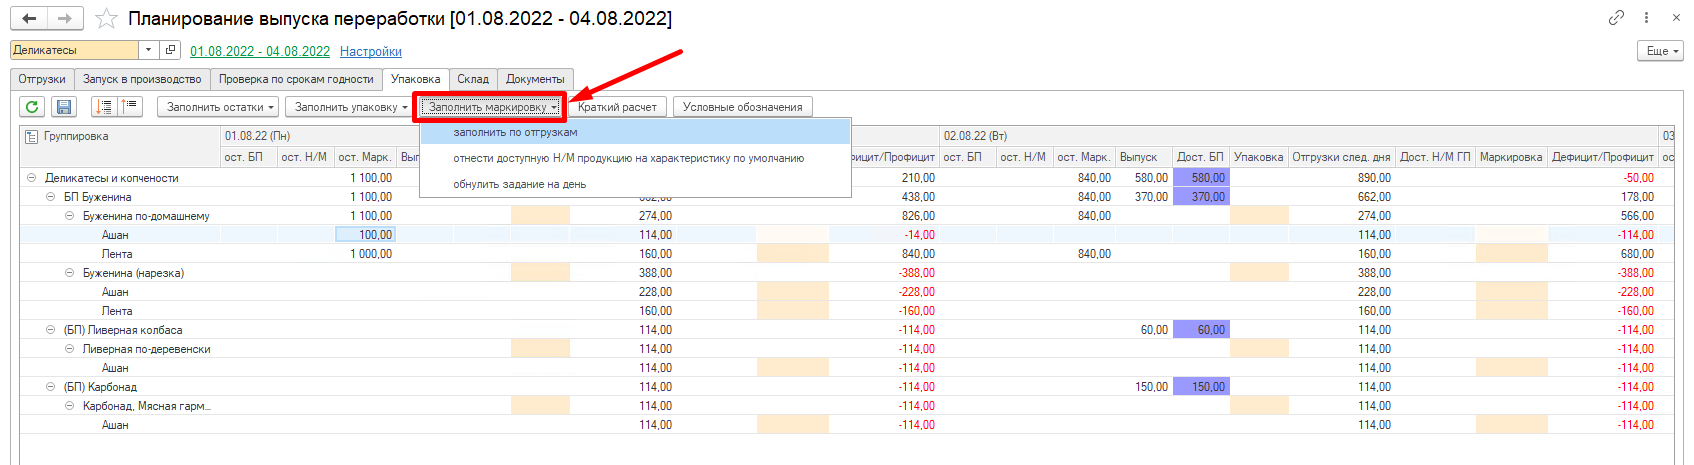 Планирование выпуска переработки [01.08.2022 - 04.08.2022]
Деликатесы 01.08.2022 - 04.08.2022 Настройки Еще
Отгрузки Запуск в производство Проверка по срокам годности Упаковка Склад Документы
Заполнить остатки Заполнить упаковку Заполнить маркировку Краткий расчет Условные обозначения
заполнить по отгрузкам
отнести доступную Н/М продукцию на характеристику по умолчанию
обнулить задание на день
Группировка 01.08.22 (Пн) 02.08.22 (Вт) 03
ост. БП ост. Н/М ост. Марк. Вып фицит/Профицит ост. БП ост. Н/М ост. Марк. Выпуск Дост. БП Упаковка Отгрузки след. дня Дост. Н/М ГП Маркировка Дефицит/Профицит ос
Деликатесы и копчености 1 100,00 210,00 840,00 580,00 580,00 890,00 -50,00
БП Буженина 1 100,00 438,00 840,00 370,00 370,00 662,00 178,00
Буженина по-домашнему 1 100,00 274,00 826,00 840,00 274,00 566,00
Ашан 100,00 114,00 -14,00 114,00 -114,00
Лента 1 000,00 160,00 840,00 840,00 160,00 680,00
Буженина (нарезка) 388,00 -388,00 388,00 -388,00
Ашан 228,00 -228,00 228,00 -228,00
Лента 160,00 -160,00 160,00 -160,00
(БП) Ливерная колбаса 114,00 -114,00 60,00 60,00 114,00 -114,00
Ливерная по-деревенски 114,00 -114,00 114,00 -114,00
Ашан 114,00 -114,00 114,00 -114,00
(БП) Карбонад 114,00 -114,00 150,00 150,00 114,00 -114,00
Карбонад, Мясная гарм... 114,00 -114,00 114,00 -114,00
Ашан 114,00 -114,00 114,00 -114,00